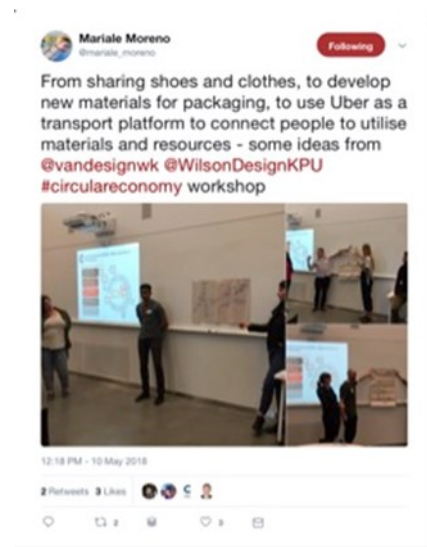 Mariale Moreno
@mariale_moreno
Following
From sharing shoes and clothes, to develop
new materials for packaging, to use Uber as a
transport platform to connect people to utilise
materials and resources - some ideas from
@vandesignwk @WilsonDesignKPU
#circulareconomy workshop
12:18 PM - 10 May 2018
2 Retweets 3 Likes
2
3